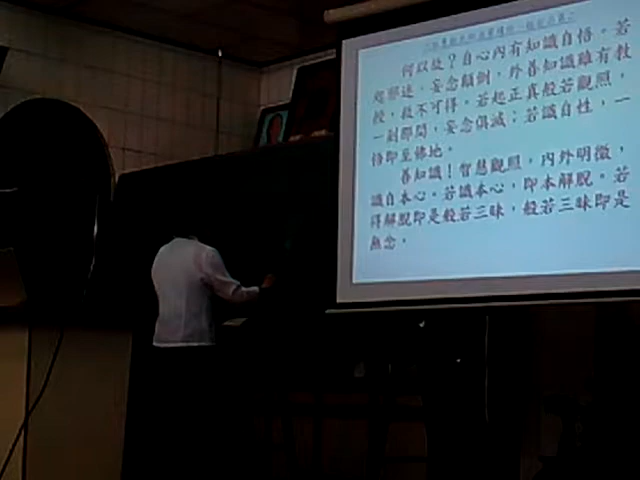 何以故？自心內有知識自悟。若
起邪迷，妄念顛倒，外善知識雖有教
授，救不可得。若起正真般若觀照，
一剎那間，妄念俱滅；若識自性，一
悟即至佛地。
善知識！智慧觀照，內外明徹，
識自本心。若識本心，即本解脫。若
得解脫即是般若三昧，般若三昧即是
無念。